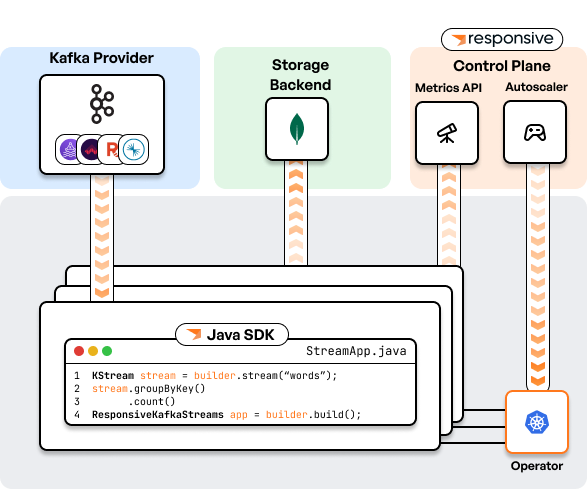 responsive
Kafka Provider
Storage
Backend
Control Plane
Metrics API
Autoscaler
R
Java SDK
StreamApp.java
1 KStream stream = builder.stream(“words”);
2 stream.groupByKey()
3 .count()
4 ResponsiveKafkaStreams app = builder.build();
Operator